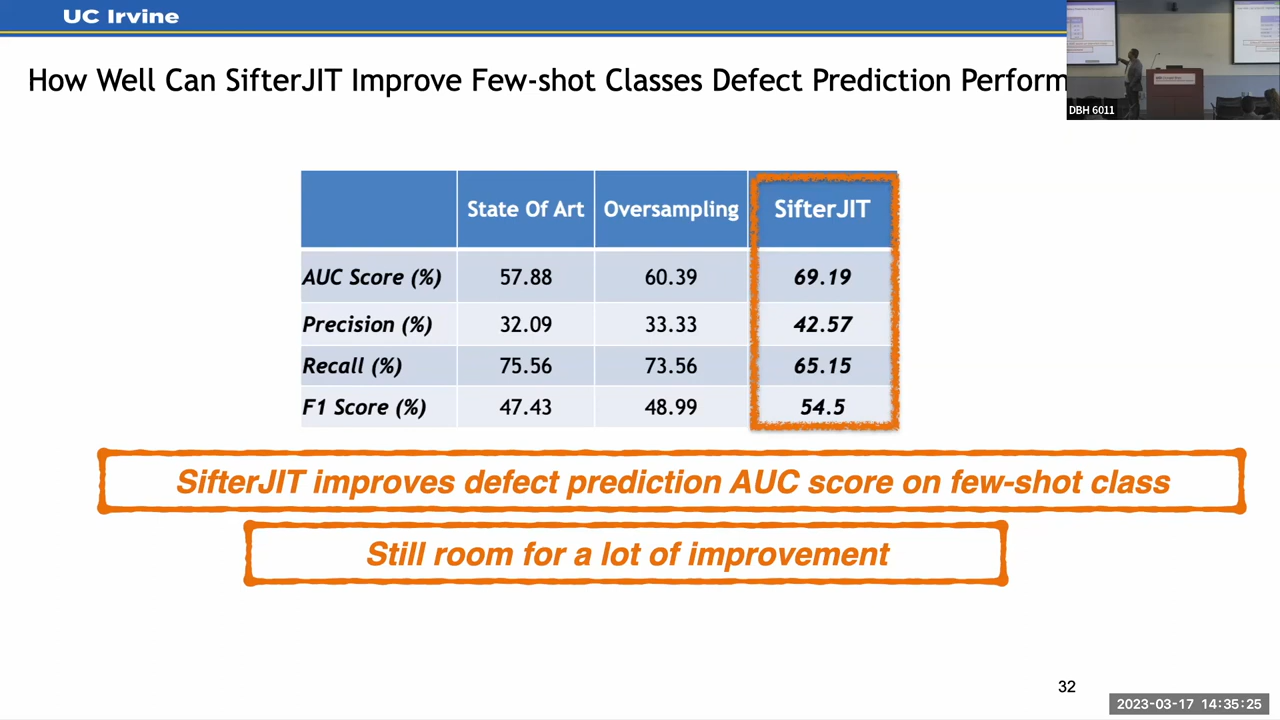 UC Irvine
How Well Can SifterJIT Improve Few-shot Classes Defect Prediction Perform
DBH 6011
State Of Art Oversampling SifterJIT
AUC Score (%) 57.88 60.39 69.19
Precision (%) 32.09 33.33 42.57
Recall (%) 75.56 73.56 65.15
F1 Score (%) 47.43 48.99 54.5
SifterJIT improves defect prediction AUC score on few-shot class
Still room for a lot of improvement
32
2023-03-17 14:35:25